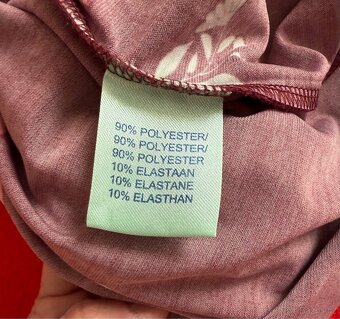 90% POLYESTER/
90% POLYESTER/
90% POLYESTER
10% ELASTAAN
10% ELASTANE
10% ELASTHAN